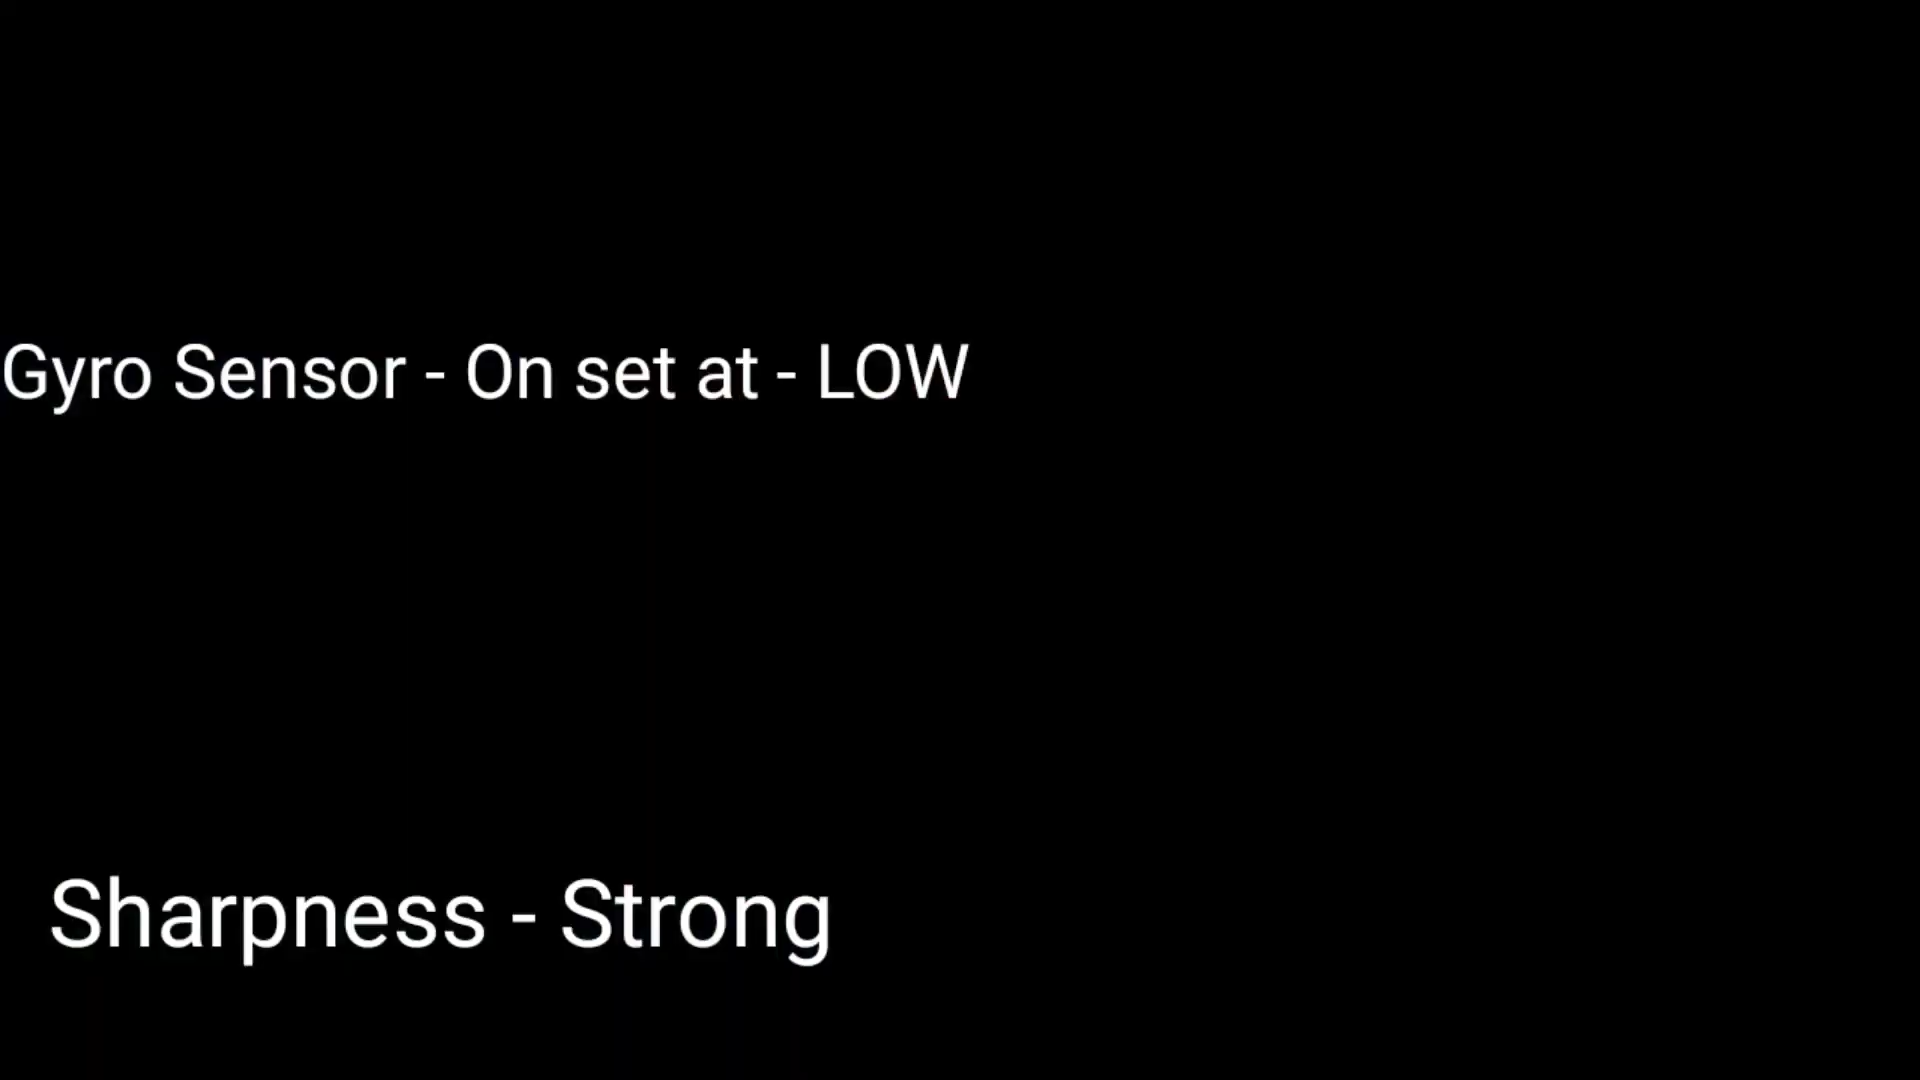 Gyro Sensor - On set at - LOW
Sharpness - Strong